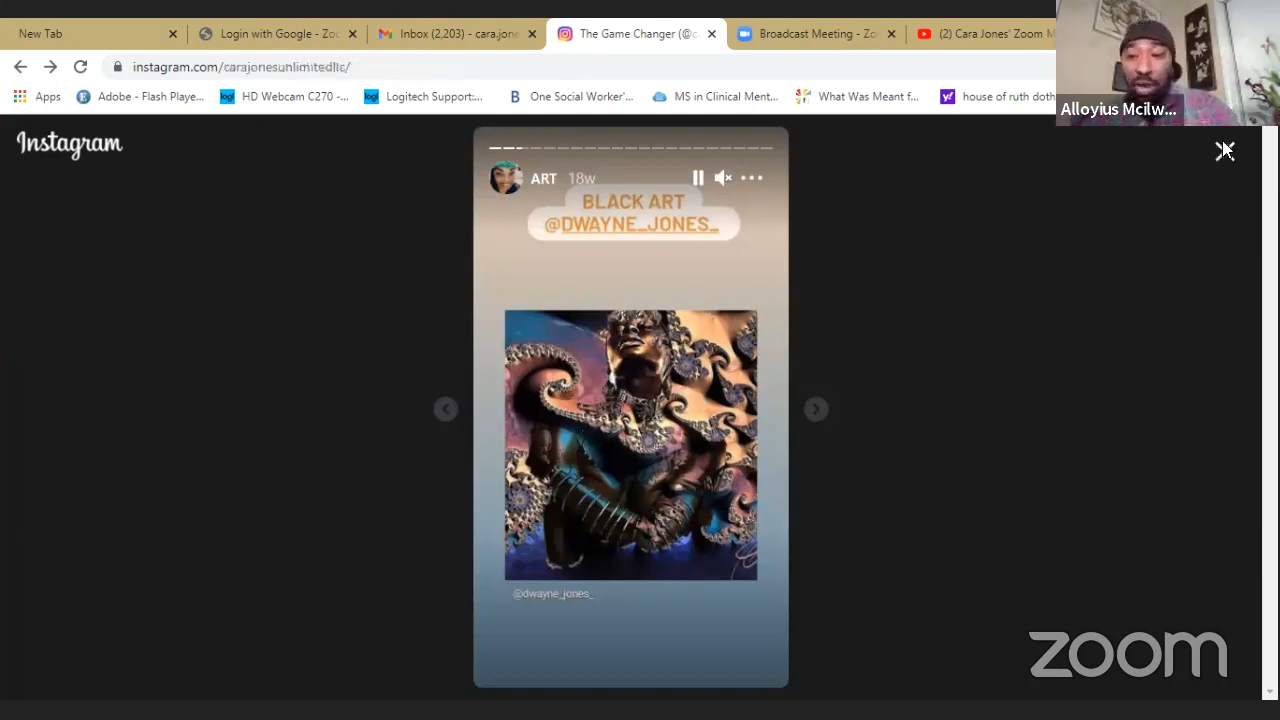 New Tab
Login with Google - Zoo
Inbox (2,203) - cara.jone
The Game Changer (@c
Broadcast Meeting - Zo
(2) Cara Jones' Zoom M
instagram.com/carajonesunlimitedllc/
Apps
Adobe - Flash Playe...
HD Webcam C270 -...
Logitech Support:...
One Social Worker'...
MS in Clinical Ment...
What Was Meant f...
house of ruth doth
Alloyius Mcilw...
Instagram
ART 18w
BLACK ART
@DWAYNE_JONES_
@dwayne_jones_
zoom